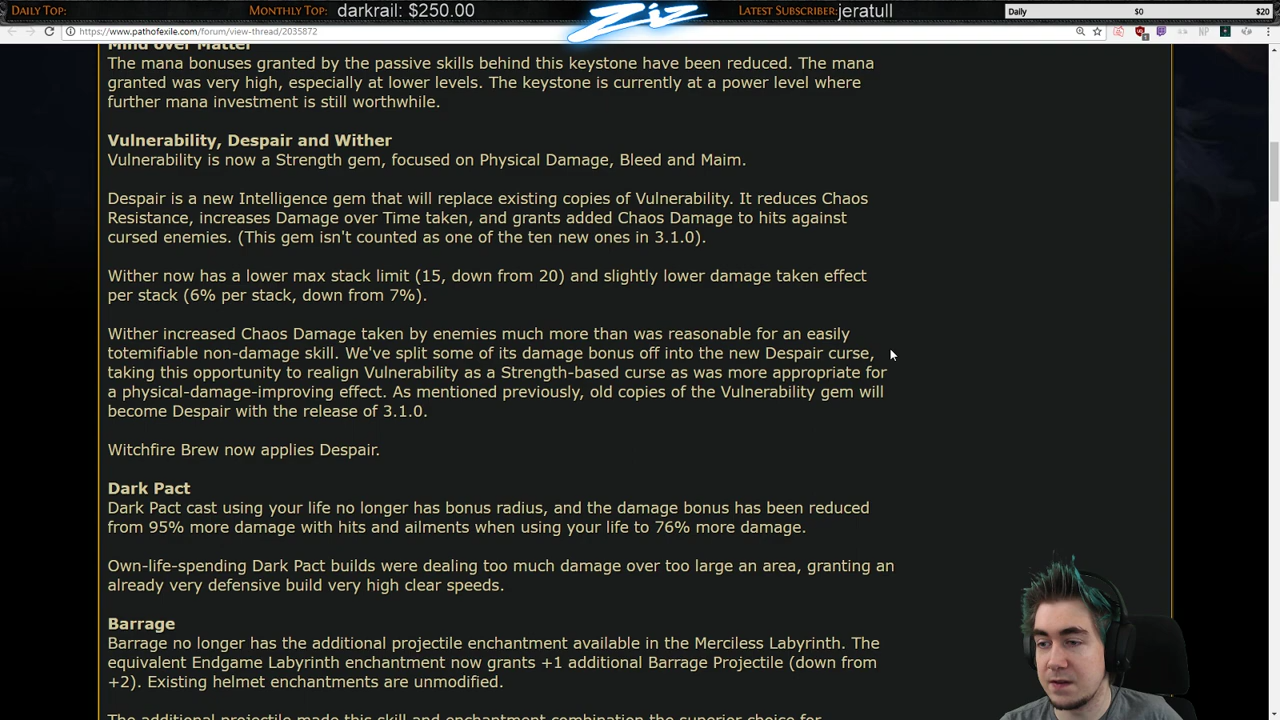 DAILY TOP:
MONTHLY TOP: darkrail: $250.00
Ziz
LATEST SUBSCRIBER: jeratull
Daily $0 $20
https://www.pathofexile.com/forum/view-thread/2035872
Mind over Matter
The mana bonuses granted by the passive skills behind this keystone have been reduced. The mana
granted was very high, especially at lower levels. The keystone is currently at a power level where
further mana investment is still worthwhile.
Vulnerability, Despair and Wither
Vulnerability is now a Strength gem, focused on Physical Damage, Bleed and Maim.
Despair is a new Intelligence gem that will replace existing copies of Vulnerability. It reduces Chaos
Resistance, increases Damage over Time taken, and grants added Chaos Damage to hits against
cursed enemies. (This gem isn't counted as one of the ten new ones in 3.1.0).
Wither now has a lower max stack limit (15, down from 20) and slightly lower damage taken effect
per stack (6% per stack, down from 7%).
Wither increased Chaos Damage taken by enemies much more than was reasonable for an easily
totemifiable non-damage skill. We've split some of its damage bonus off into the new Despair curse,
taking this opportunity to realign Vulnerability as a Strength-based curse as was more appropriate for
a physical-damage-improving effect. As mentioned previously, old copies of the Vulnerability gem will
become Despair with the release of 3.1.0.
Witchfire Brew now applies Despair.
Dark Pact
Dark Pact cast using your life no longer has bonus radius, and the damage bonus has been reduced
from 95% more damage with hits and ailments when using your life to 76% more damage.
Own-life-spending Dark Pact builds were dealing too much damage over too large an area, granting an
already very defensive build very high clear speeds.
Barrage
Barrage no longer has the additional projectile enchantment available in the Merciless Labyrinth. The
equivalent Endgame Labyrinth enchantment now grants +1 additional Barrage Projectile (down from
+2). Existing helmet enchantments are unmodified.
The additional projectile made this skill and enchantment combination the superior choice for